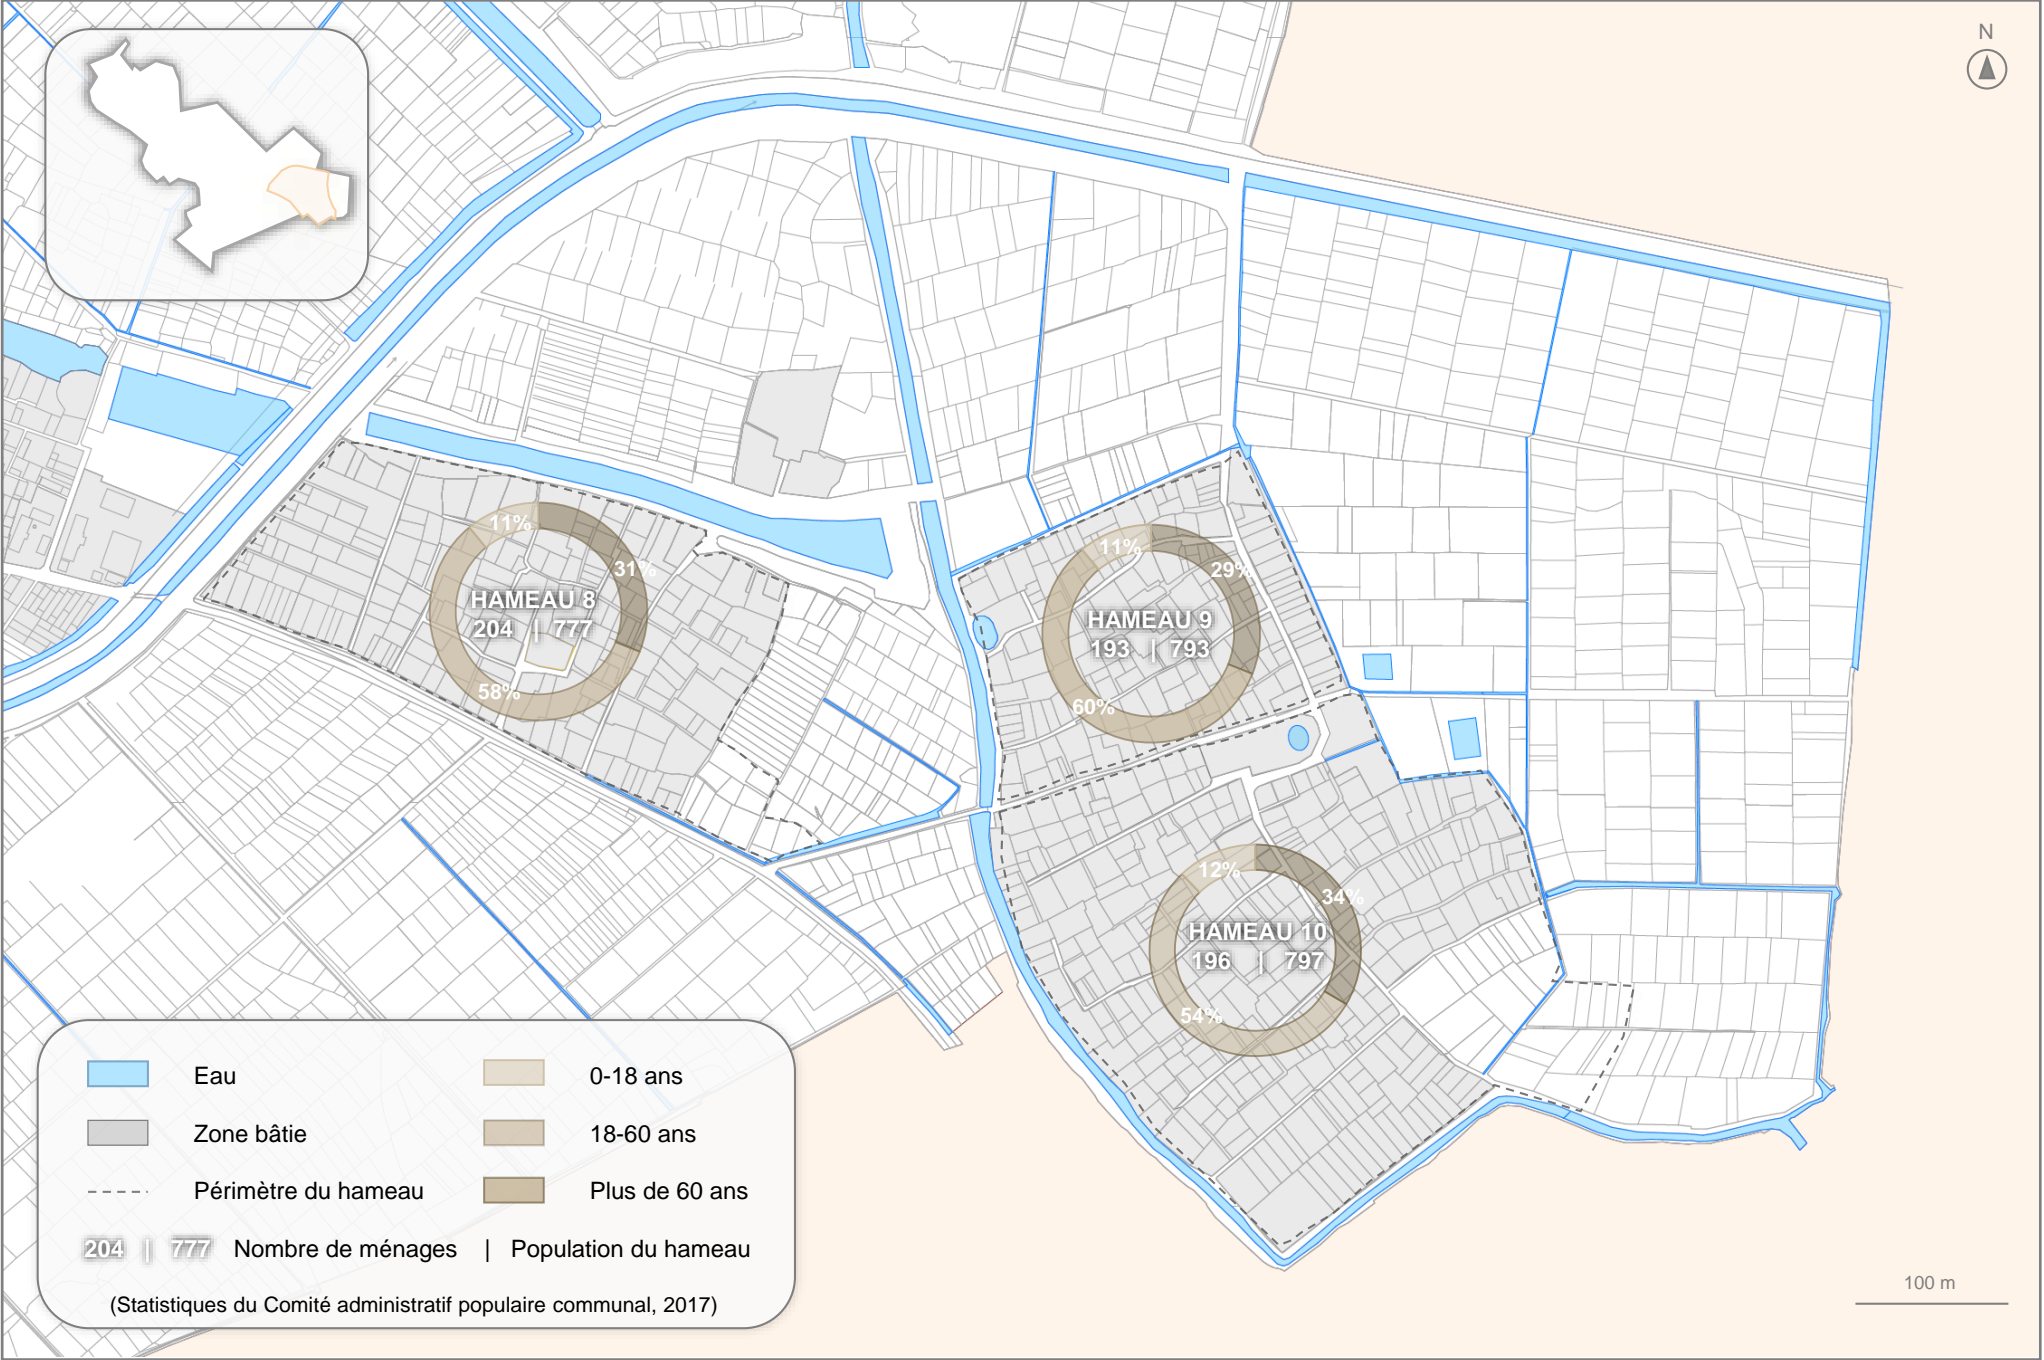 N
11%
31%
HAMEAU 8
204 | 777
58%
11%
29%
HAMEAU 9
193 | 793
60%
12%
34%
HAMEAU 10
196 | 797
54%
Eau
0-18 ans
Zone bâtie
18-60 ans
Périmètre du hameau
Plus de 60 ans
204 | 777 Nombre de ménages | Population du hameau
(Statistiques du Comité administratif populaire communal, 2017)
100 m